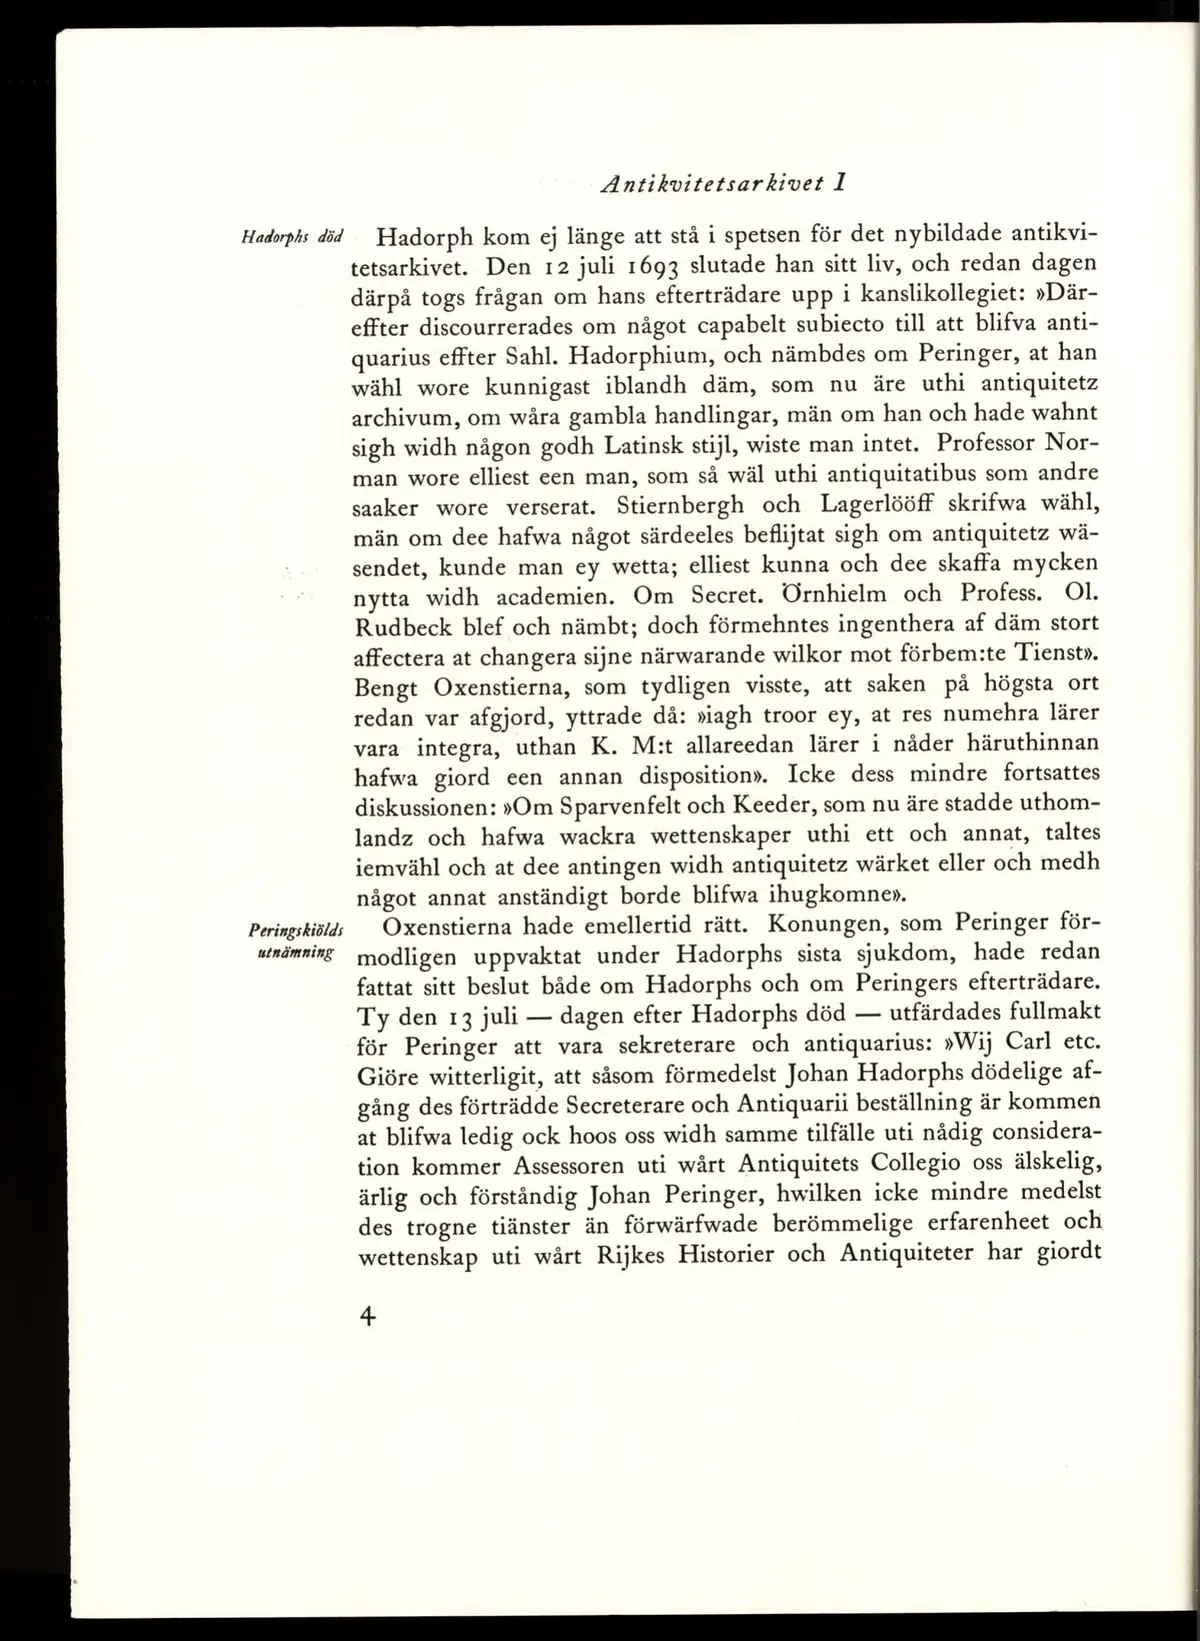 Antikvitetsarkivet I
Hadorphs död
Hadorph kom ej länge att stå i spetsen för det nybildade antikvi-
tetsarkivet. Den 12 juli 1693 slutade han sitt liv, och redan dagen
därpå togs frågan om hans efterträdare upp i kanslikollegiet: »Där-
effter discourrerades om något capabelt subiecto till att blifva anti-
quarius effter Sahl. Hadorphium, och nämbdes om Peringer, at han
wähl wore kunnigast iblandh däm, som nu äre uthi antiquitetz
archivum, om wåra gambla handlingar, män om han och hade wahnt
sigh widh någon godh Latinsk stijl, wiste man intet. Professor Nor-
man wore elliest een man, som så wäl uthi antiquitatibus som andre
saaker wore verserat. Stiernbergh och Lagerlööff skrifwa wähl,
män om dee hafwa något särdeeles beflijtat sigh om antiquitetz wä-
sendet, kunde man ey wetta; elliest kunna och dee skaffa mycken
nytta widh academien. Om Secret. Örnhielm och Profess. Ol.
Rudbeck blef och nämbt; doch förmehntes ingenthera af däm stort
affectera at changera sijne närwarande wilkor mot förbem:te Tienst».
Bengt Oxenstierna, som tydligen visste, att saken på högsta ort
redan var afgjord, yttrade då: »iagh troor ey, at res numehra lärer
vara integra, uthan K. M:t allareedan lärer i nåder häruthinnan
hafwa giord een annan disposition». Icke dess mindre fortsattes
diskussionen: »Om Sparvenfelt och Keeder, som nu äre stadde uthom-
landz och hafwa wackra wettenskaper uthi ett och annat, taltes
iemvähl och at dee antingen widh antiquitetz wärket eller och medh
något annat anständigt borde blifwa ihugkomne».
Peringskiölds
utnämning
Oxenstierna hade emellertid rätt. Konungen, som Peringer för-
modligen uppvaktat under Hadorphs sista sjukdom, hade redan
fattat sitt beslut både om Hadorphs och om Peringers efterträdare.
Ty den 13 juli — dagen efter Hadorphs död — utfärdades fullmakt
för Peringer att vara sekreterare och antiquarius: »Wij Carl etc.
Giöre witterligit, att såsom förmedelst Johan Hadorphs dödelige af-
gång des förträdde Secreterare och Antiquarii beställning är kommen
at blifwa ledig ock hoos oss widh samme tilfälle uti nådig considera-
tion kommer Assessoren uti wårt Antiquitets Collegio oss älskelig,
ärlig och förståndig Johan Peringer, hwilken icke mindre medelst
des trogne tiänster än förwärfwade berömmelige erfarenheet och
wettenskap uti wårt Rijkes Historier och Antiquiteter har giordt
4